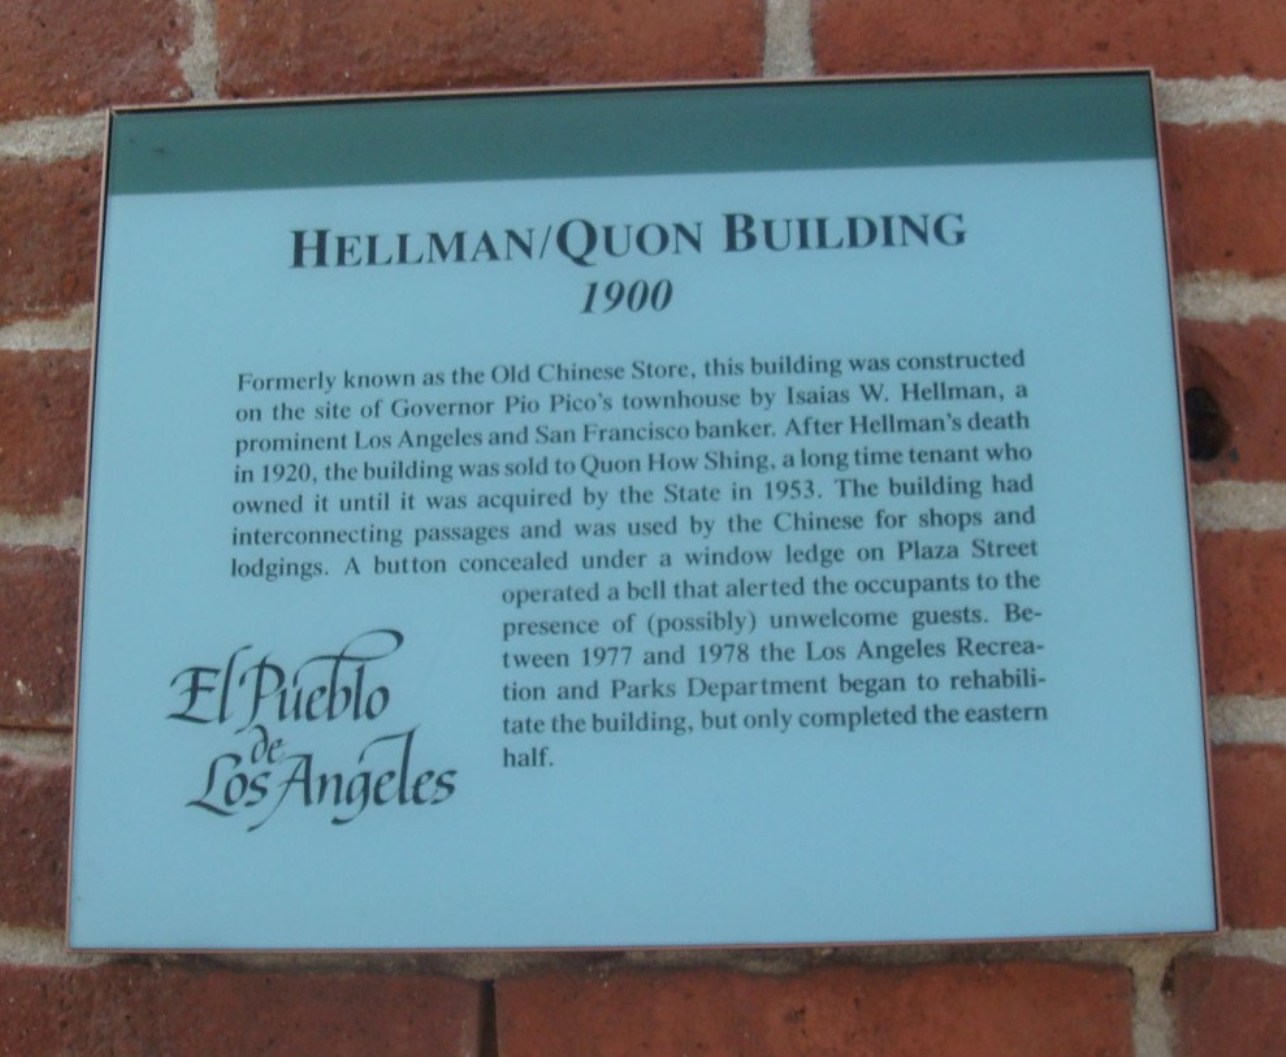 HELLMAN/QUON BUILDING
1900
Formerly known as the Old Chinese Store, this building was constructed
on the site of Governor Pio Pico's townhouse by Isaias W. Hellman, a
prominent Los Angeles and San Francisco banker. After Hellman's death
in 1920, the building was sold to Quon How Shing, a long time tenant who
owned it until it was acquired by the State in 1953. The building had
interconnecting passages and was used by the Chinese for shops and
lodgings. A button concealed under a window ledge on Plaza Street
operated a bell that alerted the occupants to the
presence of (possibly) unwelcome guests. Be-
tween 1977 and 1978 the Los Angeles Recrea-
tion and Parks Department began to rehabili-
tate the building, but only completed the eastern
half.
El Pueblo
de
Los Angeles